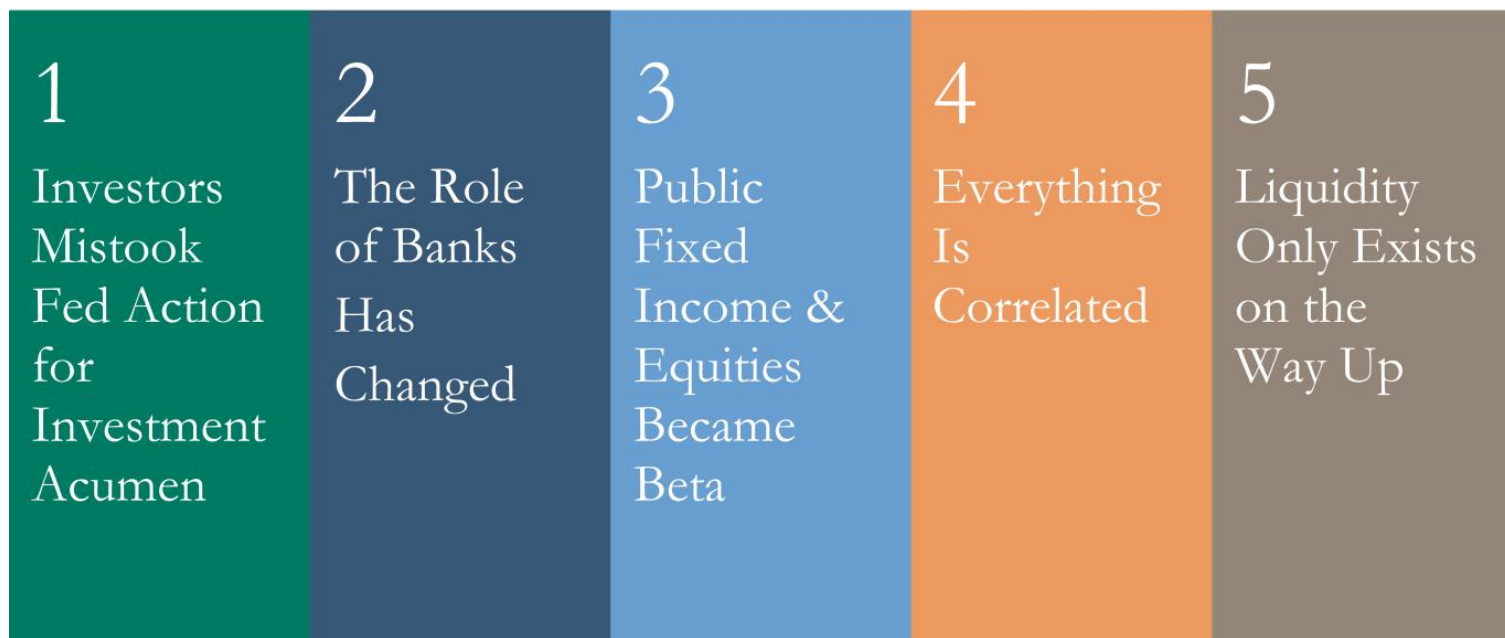 1
Investors
Mistook
Fed Action
for
Investment
Acumen
2
The Role
of Banks
Has
Changed
3
Public
Fixed
Income &
Equities
Became
Beta
4
Everything
Is
Correlated
5
Liquidity
Only Exists
on the
Way Up